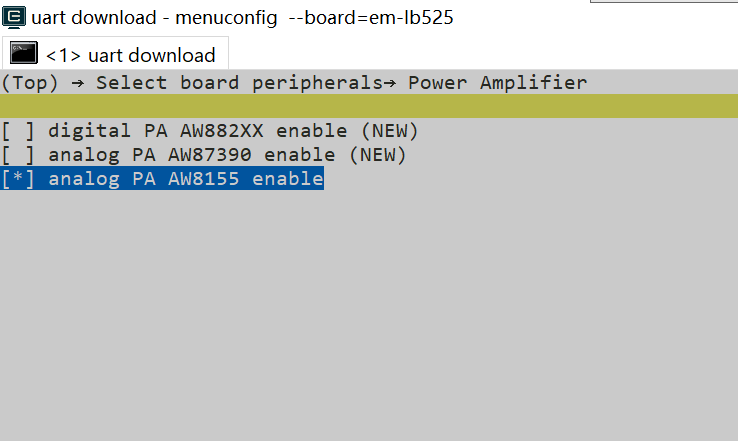 uart download - menuconfig --board=em-lb525
<1> uart download
(Top) → Select board peripherals→ Power Amplifier
[ ] digital PA AW882XX enable (NEW)
[ ] analog PA AW87390 enable (NEW)
[*] analog PA AW8155 enable